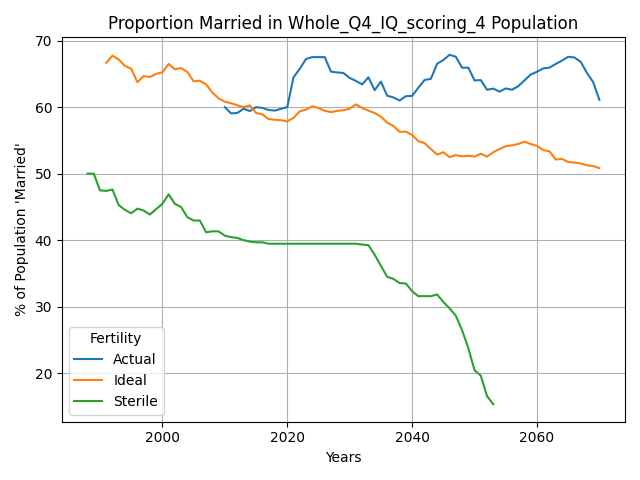 Proportion Married in Whole_Q4_IQ_scoring_4 Population
% of Population 'Married'
70
60
50
40
30
20
Fertility
Actual
Ideal
Sterile
2000
2020
2040
2060
Years